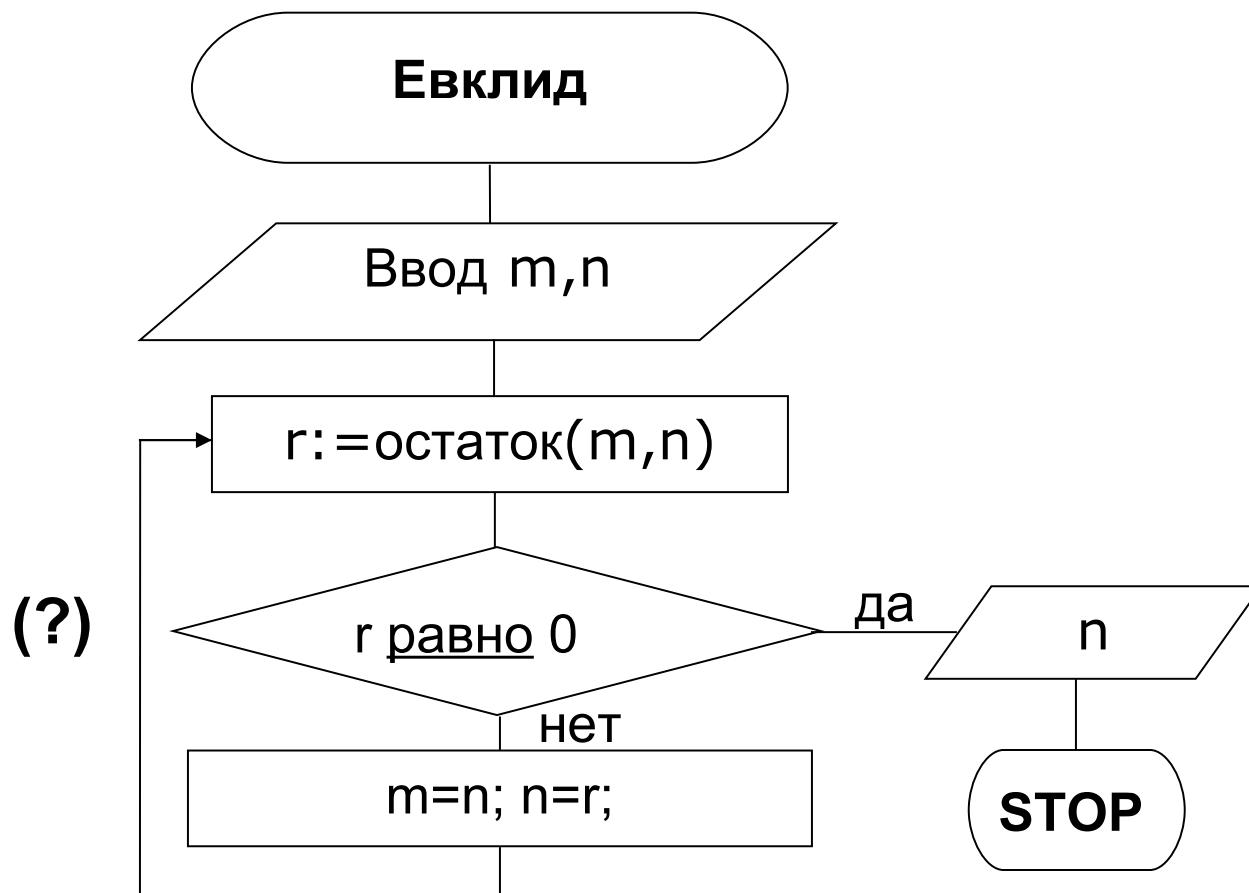 Евклид
Ввод m,n
r:=остаток(m,n)
(?)
r равно 0
да
n
нет
m=n; n=r;
STOP